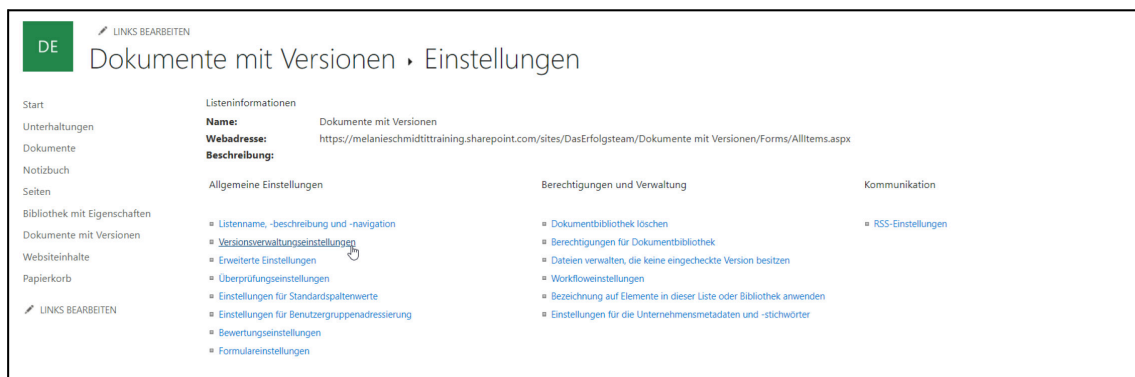 LINKS BEARBEITEN
DE
Dokumente mit Versionen ▸ Einstellungen
Start
Unterhaltungen
Dokumente
Notizbuch
Seiten
Bibliothek mit Eigenschaften
Dokumente mit Versionen
Websiteinhalte
Papierkorb
LINKS BEARBEITEN
Listeninformationen
Name: Dokumente mit Versionen
Webadresse: https://melanieschmidtittraining.sharepoint.com/sites/DasErfolgsteam/Dokumente mit Versionen/Forms/AllItems.aspx
Beschreibung:
Allgemeine Einstellungen
Listenname, -beschreibung und -navigation
Versionsverwaltungseinstellungen
Erweiterte Einstellungen
Überprüfungseinstellungen
Einstellungen für Standardspaltenwerte
Einstellungen für Benutzergruppenadressierung
Bewertungseinstellungen
Formulareinstellungen
Berechtigungen und Verwaltung
Dokumentbibliothek löschen
Berechtigungen für Dokumentbibliothek
Dateien verwalten, die keine eingecheckte Version besitzen
Workfloweinstellungen
Bezeichnung auf Elemente in dieser Liste oder Bibliothek anwenden
Einstellungen für die Unternehmensmetadaten und -stichwörter
Kommunikation
RSS-Einstellungen